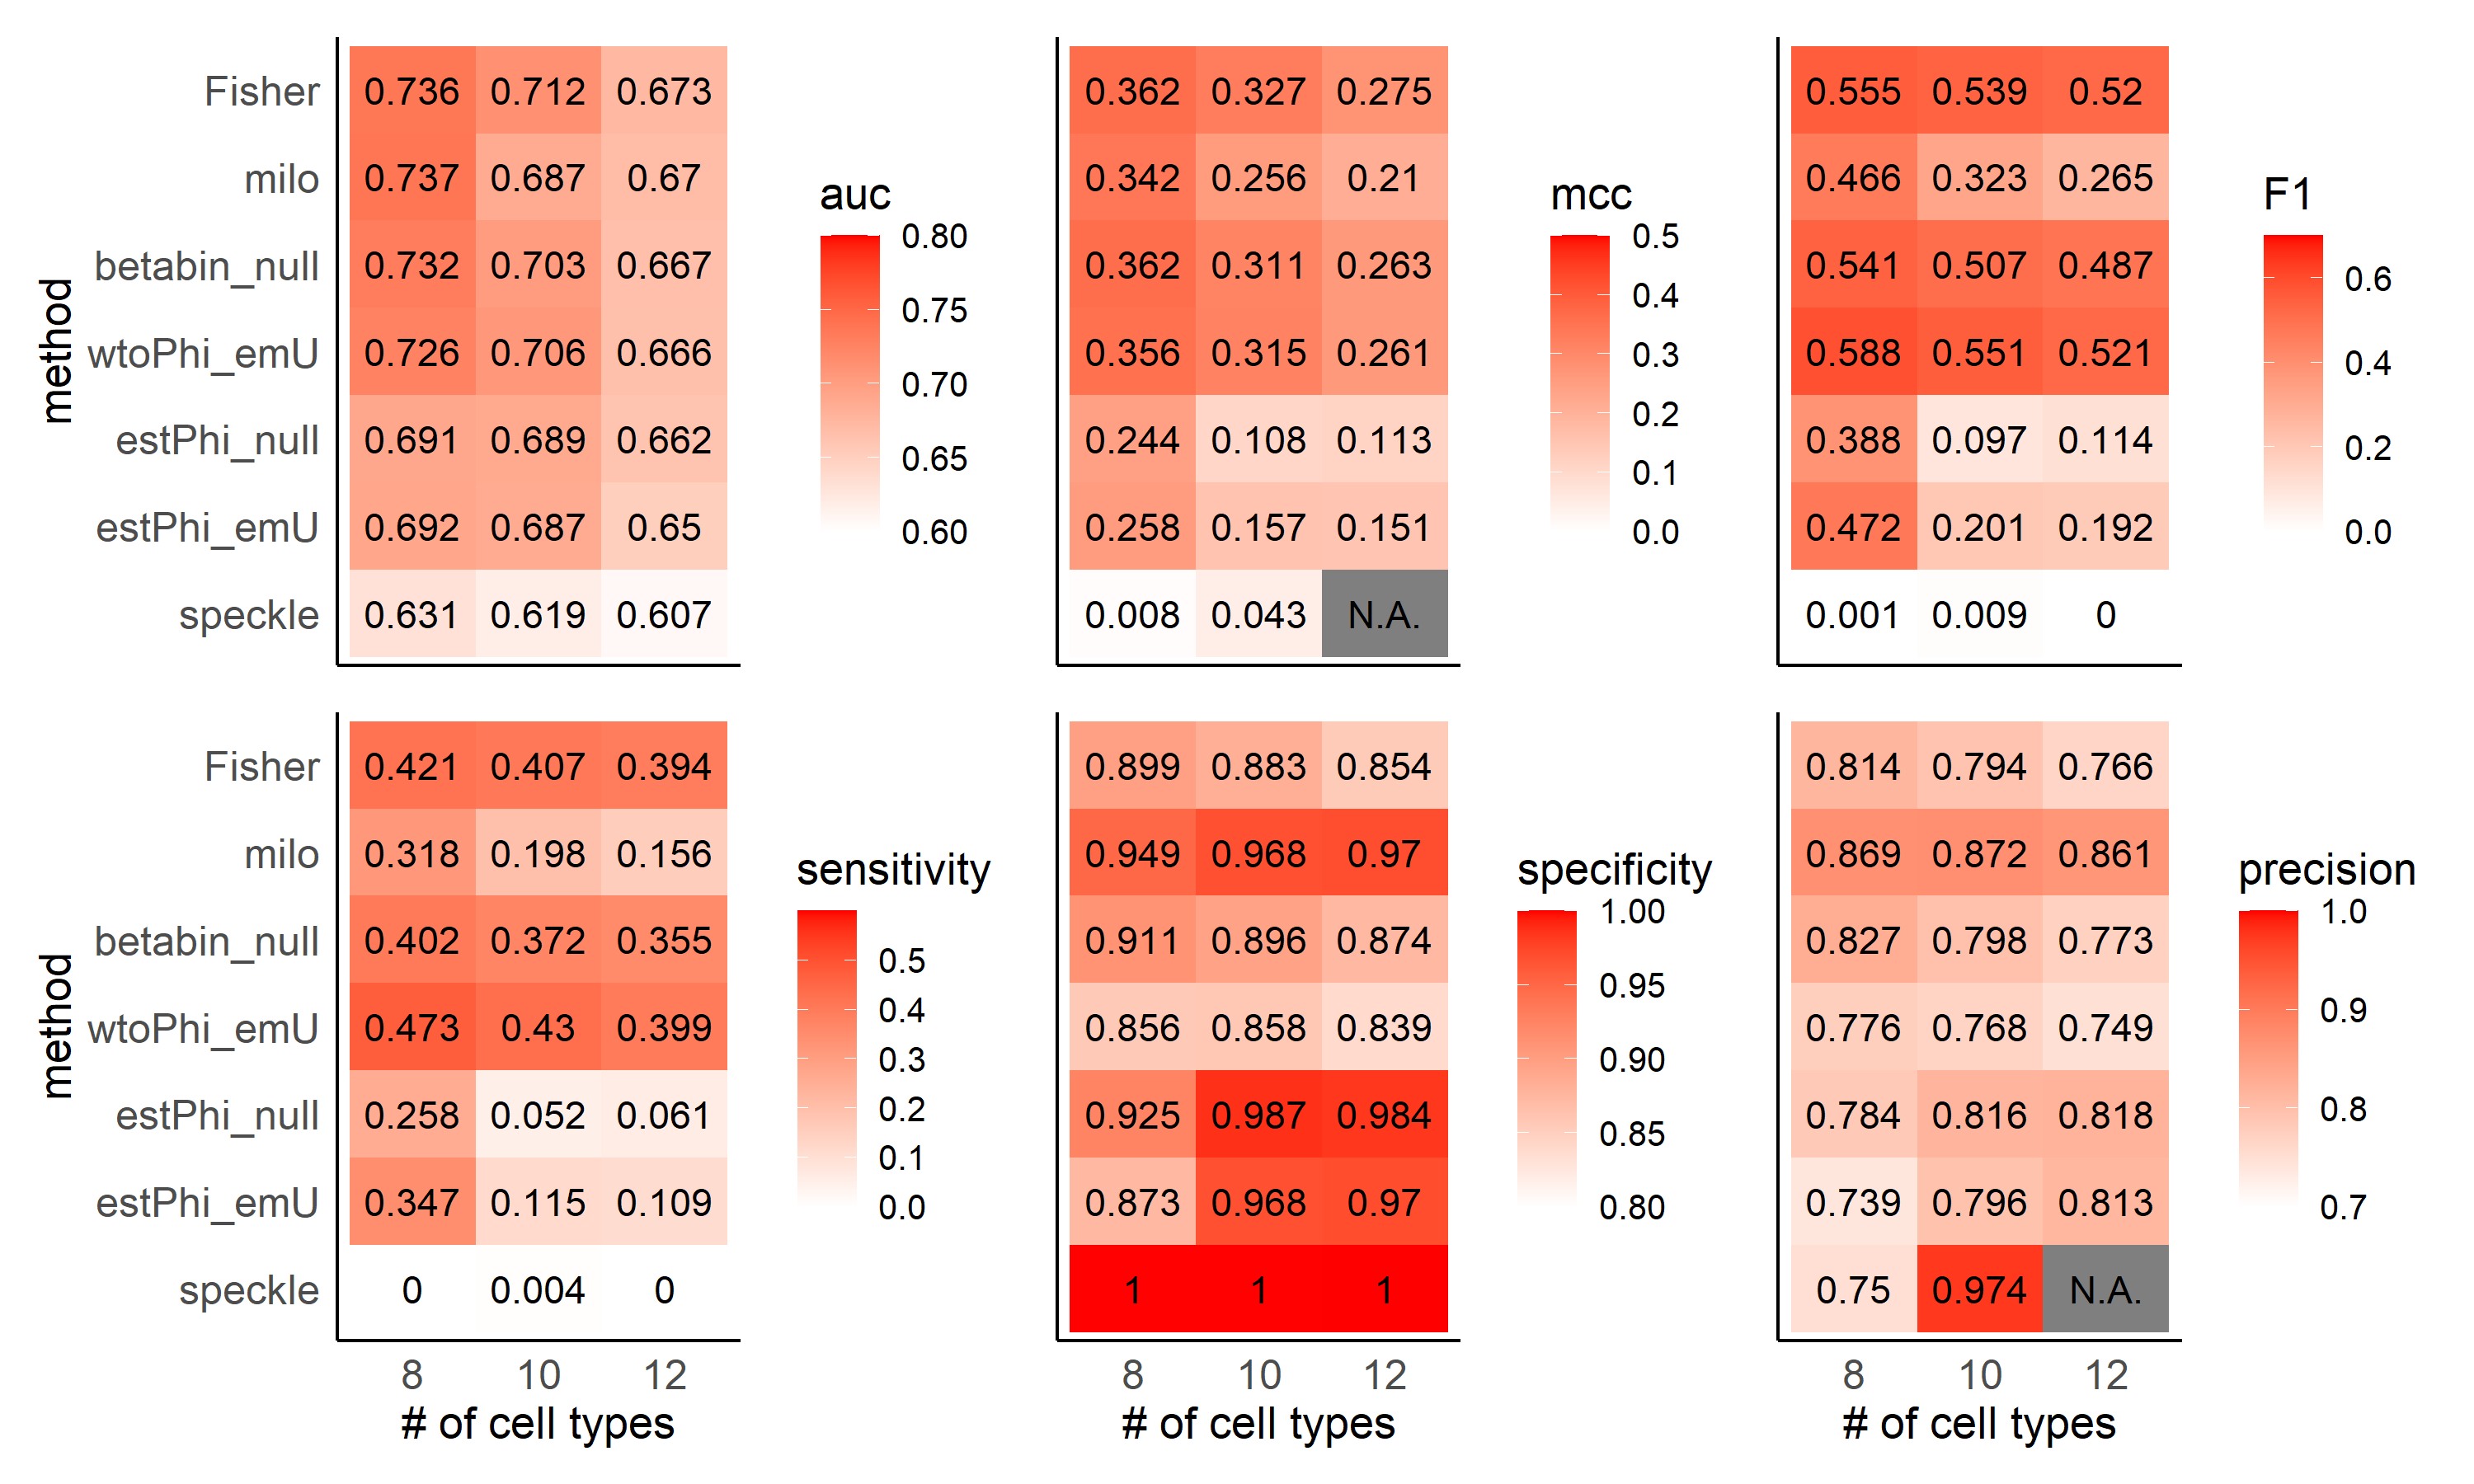 Fisher 0.736 0.712 0.673
milo 0.737 0.687 0.67
betabin_null 0.732 0.703 0.667
wtoPhi_emU 0.726 0.706 0.666
estPhi_null 0.691 0.689 0.662
estPhi_emU 0.692 0.687 0.65
speckle 0.631 0.619 0.607
method
auc
0.80
0.75
0.70
0.65
0.60
0.362 0.327 0.275
0.342 0.256 0.21
0.362 0.311 0.263
0.356 0.315 0.261
0.244 0.108 0.113
0.258 0.157 0.151
0.008 0.043 N.A.
mcc
0.5
0.4
0.3
0.2
0.1
0.0
0.555 0.539 0.52
0.466 0.323 0.265
0.541 0.507 0.487
0.588 0.551 0.521
0.388 0.097 0.114
0.472 0.201 0.192
0.001 0.009 0
F1
0.6
0.4
0.2
0.0
Fisher 0.421 0.407 0.394
milo 0.318 0.198 0.156
betabin_null 0.402 0.372 0.355
wtoPhi_emU 0.473 0.43 0.399
estPhi_null 0.258 0.052 0.061
estPhi_emU 0.347 0.115 0.109
speckle 0 0.004 0
method
8 10 12
# of cell types
sensitivity
0.5
0.4
0.3
0.2
0.1
0.0
0.899 0.883 0.854
0.949 0.968 0.97
0.911 0.896 0.874
0.856 0.858 0.839
0.925 0.987 0.984
0.873 0.968 0.97
1 1 1
8 10 12
# of cell types
specificity
1.00
0.95
0.90
0.85
0.80
0.814 0.794 0.766
0.869 0.872 0.861
0.827 0.798 0.773
0.776 0.768 0.749
0.784 0.816 0.818
0.739 0.796 0.813
0.75 0.974 N.A.
8 10 12
# of cell types
precision
1.0
0.9
0.8
0.7